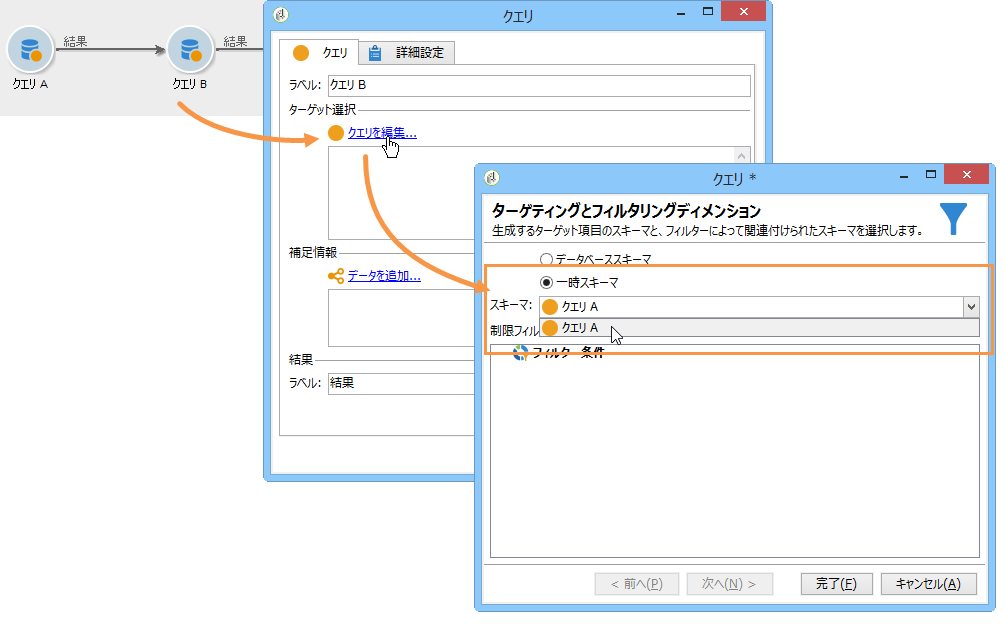 結果
結果
クエリ A
クエリ B
クエリ
クエリ
詳細設定
ラベル: クエリ B
ターゲット選択
クエリを編集...
補足情報
データを追加...
結果
ラベル: 結果
クエリ *
ターゲティングとフィルタリングディメンション
生成するターゲット項目のスキーマと、フィルターによって関連付けられたスキーマを選択します。
データベーススキーマ
一時スキーマ
スキーマ: クエリ A
制限フィル クエリ A
フィルター条件
< 前へ(P)
次へ(N) >
完了(F)
キャンセル(A)